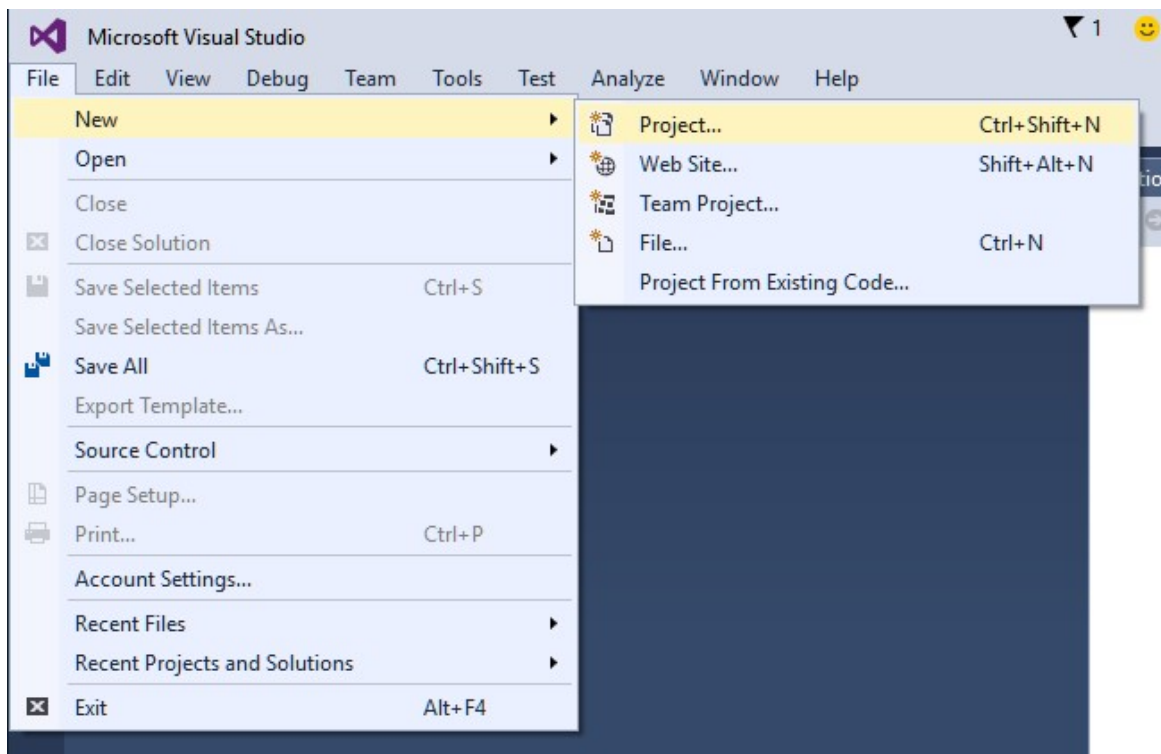 Microsoft Visual Studio 1
File Edit View Debug Team Tools Test Analyze Window Help
New
Open
Close
Close Solution
Save Selected Items Ctrl+S
Save Selected Items As...
Save All Ctrl+Shift+S
Export Template...
Source Control
Page Setup...
Print... Ctrl+P
Account Settings...
Recent Files
Recent Projects and Solutions
Exit Alt+F4
Project... Ctrl+Shift+N
Web Site... Shift+Alt+N
Team Project...
File... Ctrl+N
Project From Existing Code...